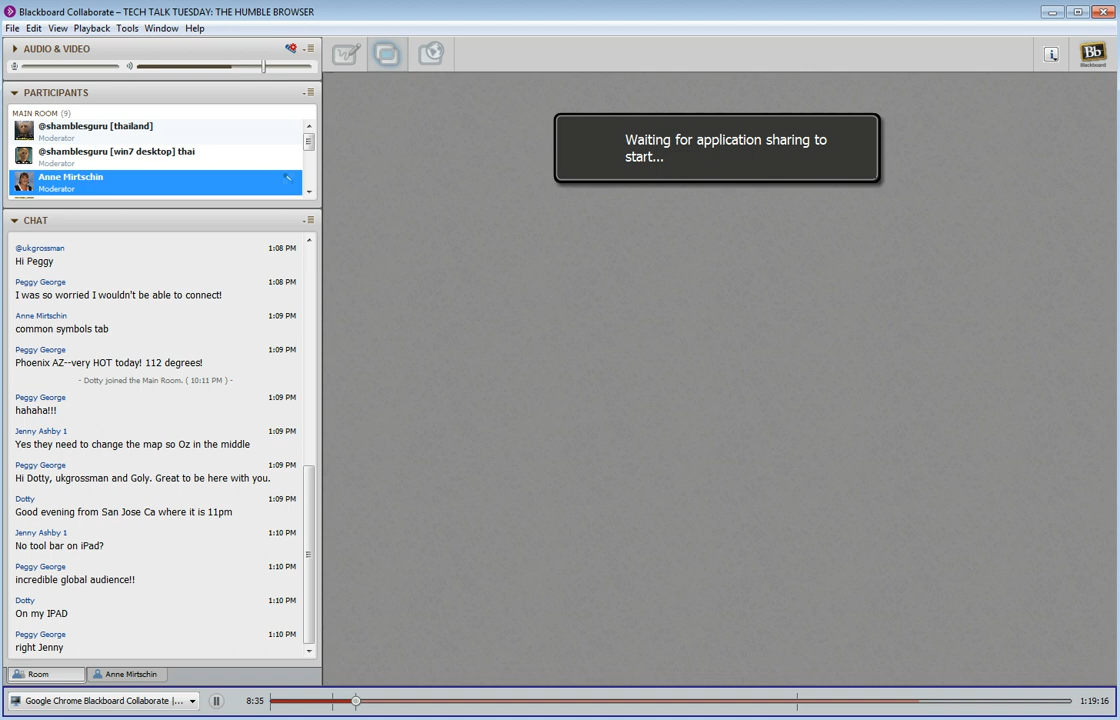 Blackboard Collaborate – TECH TALK TUESDAY: THE HUMBLE BROWSER
File Edit View Playback Tools Window Help
AUDIO & VIDEO
PARTICIPANTS
MAIN ROOM (9)
@shamblesguru [thailand]
Moderator
@shamblesguru [win7 desktop] thai
Moderator
Anne Mirtschin
Moderator
CHAT
@ukgrossman 1:08 PM
Hi Peggy
Peggy George 1:08 PM
I was so worried I wouldn't be able to connect!
Anne Mirtschin 1:09 PM
common symbols tab
Peggy George 1:09 PM
Phoenix AZ--very HOT today! 112 degrees!
- Dotty joined the Main Room. ( 10:11 PM ) -
Peggy George 1:09 PM
hahaha!!!
Jenny Ashby 1 1:09 PM
Yes they need to change the map so Oz in the middle
Peggy George 1:09 PM
Hi Dotty, ukgrossman and Goly. Great to be here with you.
Dotty 1:09 PM
Good evening from San Jose Ca where it is 11pm
Jenny Ashby 1 1:10 PM
No tool bar on iPad?
Peggy George 1:10 PM
incredible global audience!!
Dotty 1:10 PM
On my IPAD
Peggy George 1:10 PM
right Jenny
Room Anne Mirtschin
Google Chrome Blackboard Collaborate |... 8:35 1:19:16
Waiting for application sharing to
start...
Bb
Blackboard